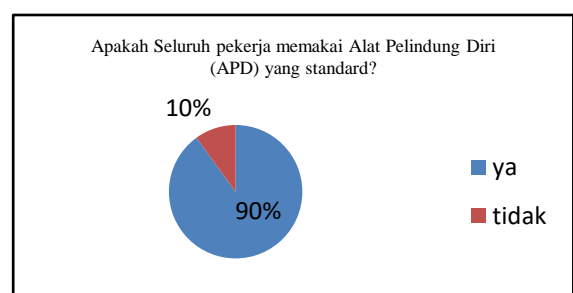 Apakah Seluruh pekerja memakai Alat Pelindung Diri
(APD) yang standard?
10%
90%
ya
tidak